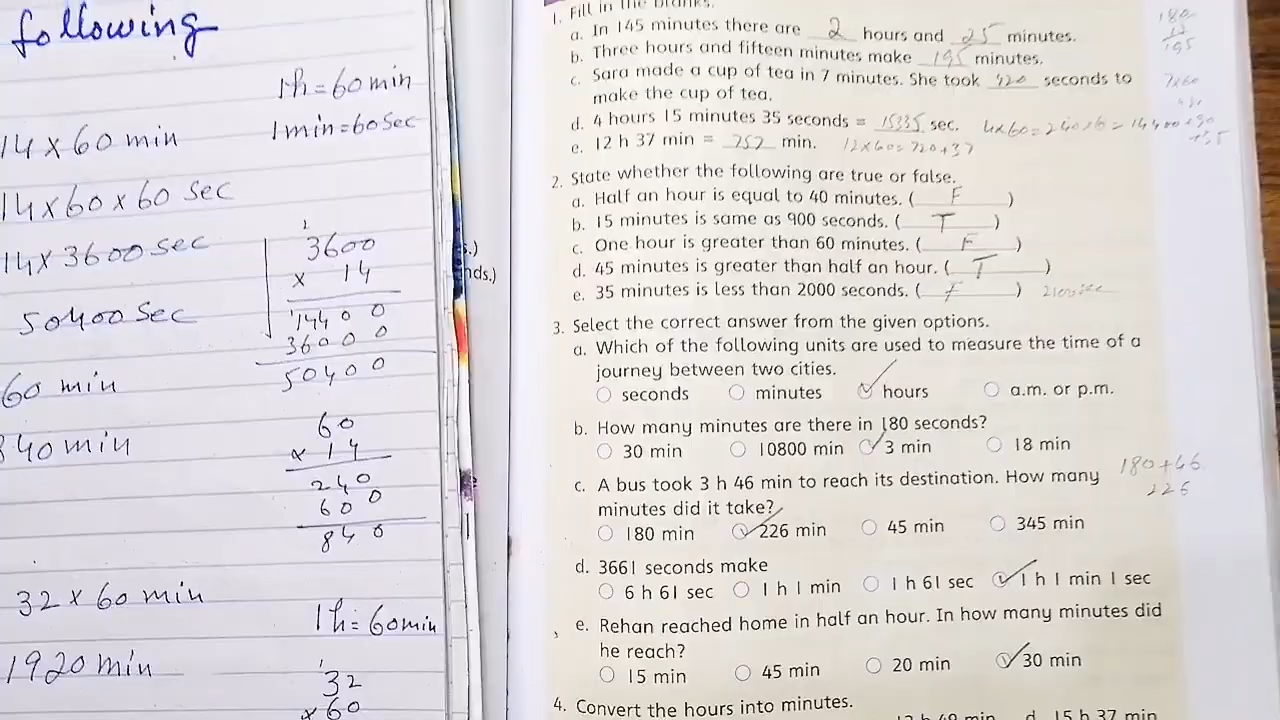 following
1h = 60 min
14 x 60 min
1 min = 60 Sec
14 x 60 x 60 sec
14 x 3600 sec
3600
x 14
14400
36000
50400
50400 Sec
60 min
840 min
60
x 14
240
600
840
32 x 60 min
1h = 60min
1920 min
32
x 60
s.)
nds.)
1. Fill in the blanks.
a. In 145 minutes there are 2 hours and 25 minutes.
b. Three hours and fifteen minutes make 195 minutes.
c. Sara made a cup of tea in 7 minutes. She took 420 seconds to
make the cup of tea.
d. 4 hours 15 minutes 35 seconds = 15335 sec.
e. 12 h 37 min = 757 min. 12x60=720+37
180
15
195
7x60
2. State whether the following are true or false.
a. Half an hour is equal to 40 minutes. ( F )
b. 15 minutes is same as 900 seconds. ( T )
c. One hour is greater than 60 minutes. ( F )
d. 45 minutes is greater than half an hour. ( T )
e. 35 minutes is less than 2000 seconds. ( F ) 2100 sec
3. Select the correct answer from the given options.
a. Which of the following units are used to measure the time of a
journey between two cities.
seconds minutes hours a.m. or p.m.
b. How many minutes are there in 180 seconds?
30 min 10800 min 3 min 18 min
c. A bus took 3 h 46 min to reach its destination. How many
minutes did it take?
180+46
226
180 min 226 min 45 min 345 min
d. 3661 seconds make
6 h 61 sec 1 h 1 min 1 h 61 sec 1 h 1 min 1 sec
e. Rehan reached home in half an hour. In how many minutes did
he reach?
15 min 45 min 20 min 30 min
4. Convert the hours into minutes.
d. 15 h 37 min